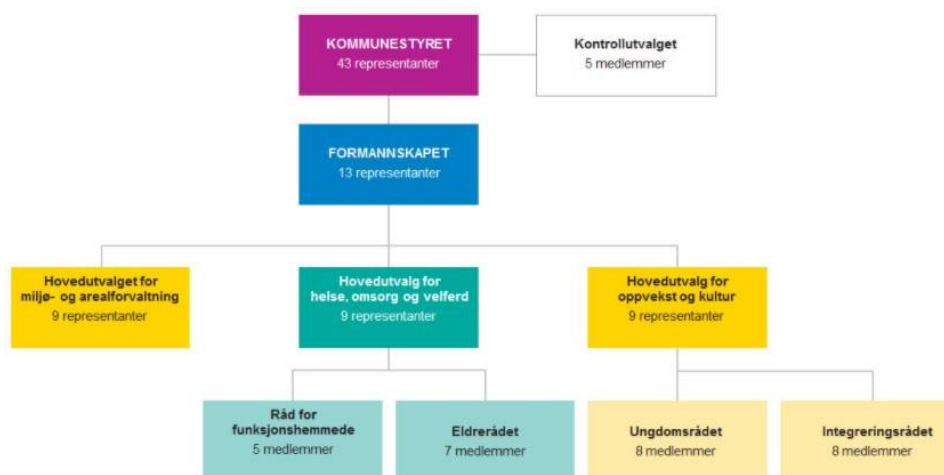 KOMMUNESTYRET
43 representanter
Kontrollutvalget
5 medlemmer
FORMANNSKAPET
13 representanter
Hovedutvalget for
miljø- og arealforvaltning
9 representanter
Hovedutvalg for
helse, omsorg og velferd
9 representanter
Hovedutvalg for
oppvekst og kultur
9 representanter
Råd for
funksjonshemmede
5 medlemmer
Eldrerådet
7 medlemmer
Ungdomsrådet
8 medlemmer
Integreringsrådet
8 medlemmer